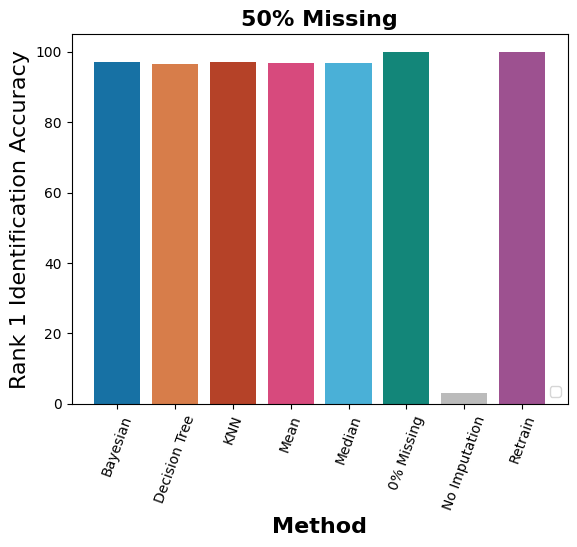 50% Missing
Rank 1 Identification Accuracy
100
80
60
40
20
0
Bayesian
Decision Tree
KNN
Mean
Median
0% Missing
No Imputation
Retrain
Method